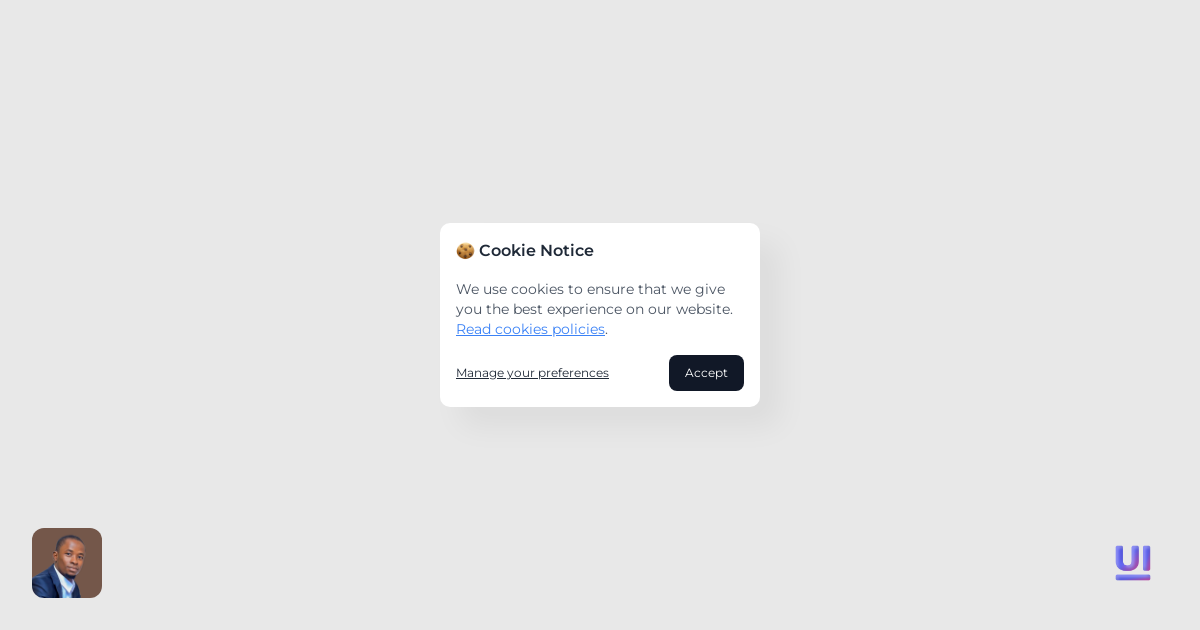 🍪 Cookie Notice
We use cookies to ensure that we give
you the best experience on our website.
Read cookies policies.
Manage your preferences
Accept
UI